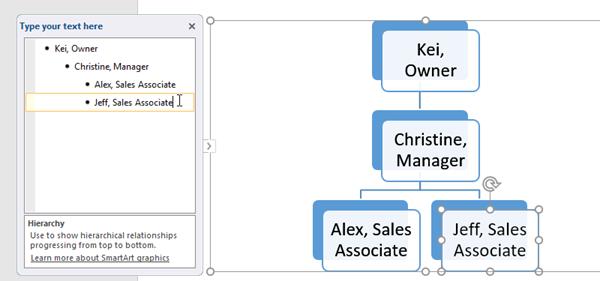 Type your text here
Kei, Owner
Christine, Manager
Alex, Sales Associate
Jeff, Sales Associate
Hierarchy
Use to show hierarchical relationships
progressing from top to bottom.
Learn more about SmartArt graphics
Kei,
Owner
Christine,
Manager
Alex, Sales
Associate
Jeff, Sales
Associate